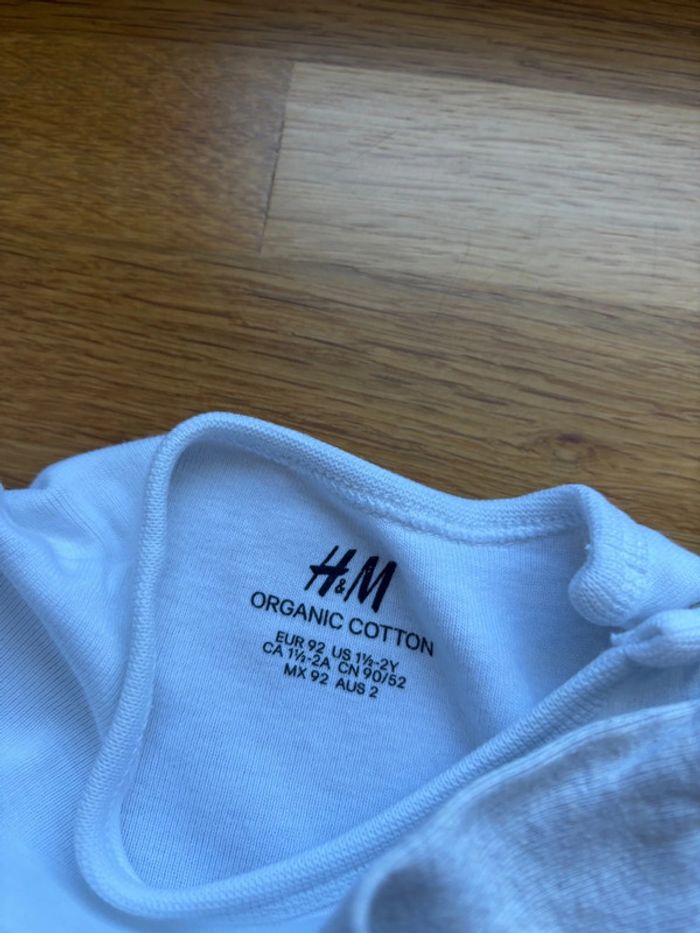 H&M
ORGANIC COTTON
EUR 92 US 1½-2Y
CA 1½-2A CN 90/52
MX 92 AUS 2